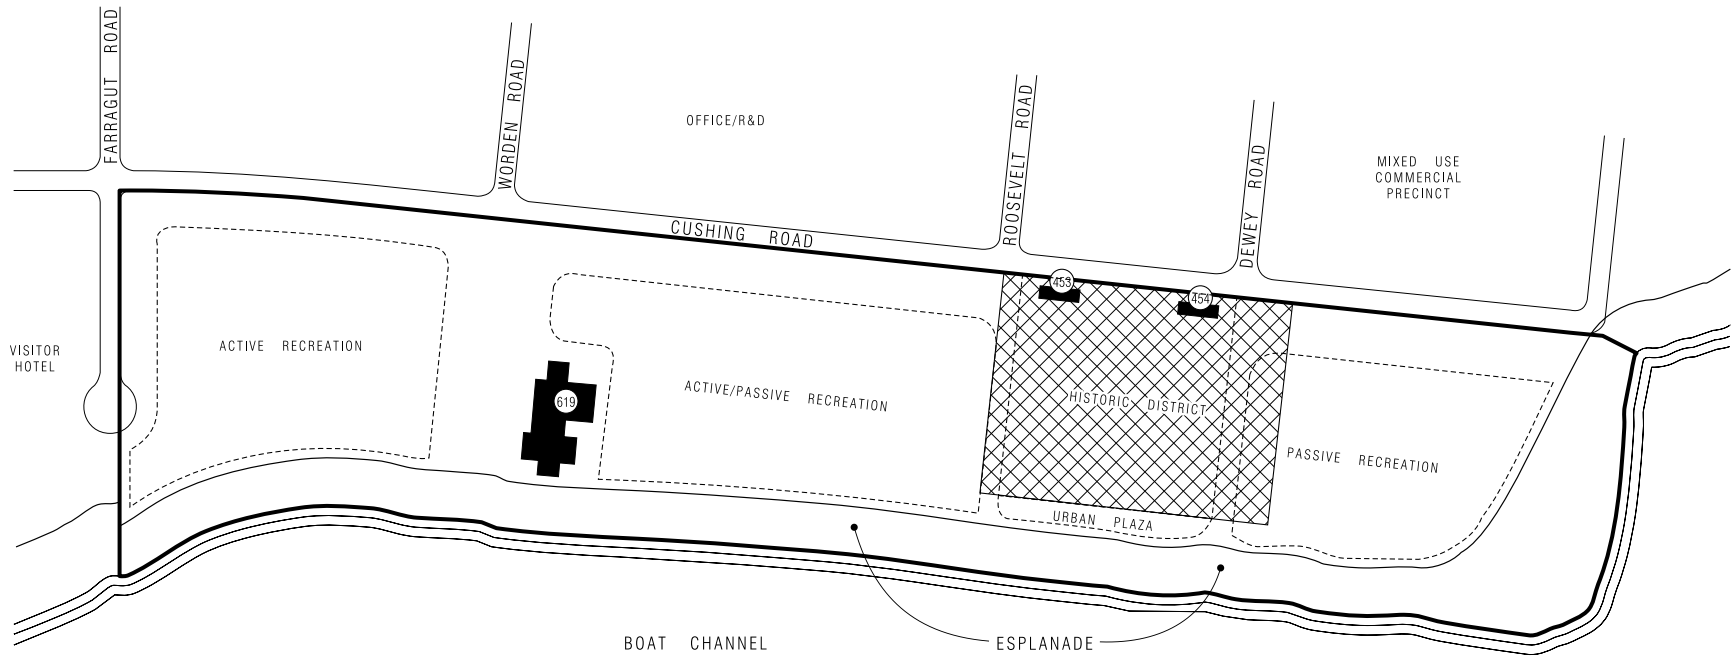 FARRAGUT ROAD
WORDEN ROAD
OFFICE/R&D
ROOSEVELT ROAD
DEWEY ROAD
MIXED USE
COMMERCIAL
PRECINCT
CUSHING ROAD
453
454
VISITOR
HOTEL
ACTIVE RECREATION
619
ACTIVE/PASSIVE RECREATION
HISTORIC DISTRICT
PASSIVE RECREATION
URBAN PLAZA
BOAT CHANNEL
ESPLANADE